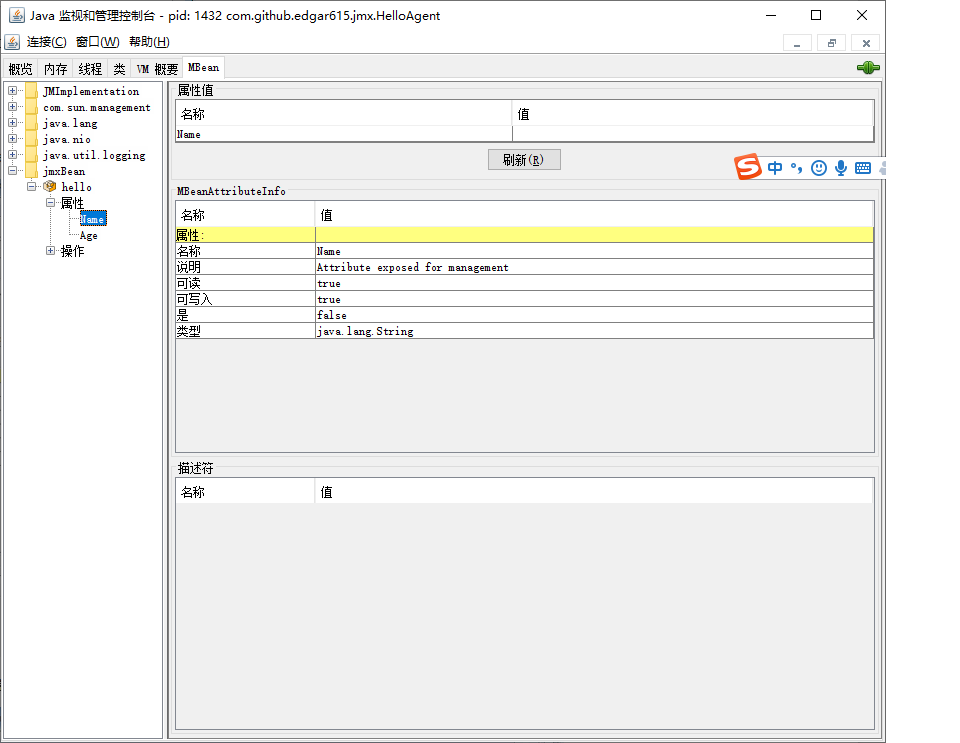 Java 监视和管理控制台 - pid: 1432 com.github.edgar615.jmx.HelloAgent
连接(C) 窗口(W) 帮助(H)
概览 内存 线程 类 VM 概要 MBean
JMImplementation
com.sun.management
java.lang
java.nio
java.util.logging
jmxBean
hello
属性
Name
Age
操作
属性值
名称 值
Name
刷新(R)
S 中
MBeanAttributeInfo
名称 值
属性:
名称 Name
说明 Attribute exposed for management
可读 true
可写入 true
是 false
类型 java.lang.String
描述符
名称 值